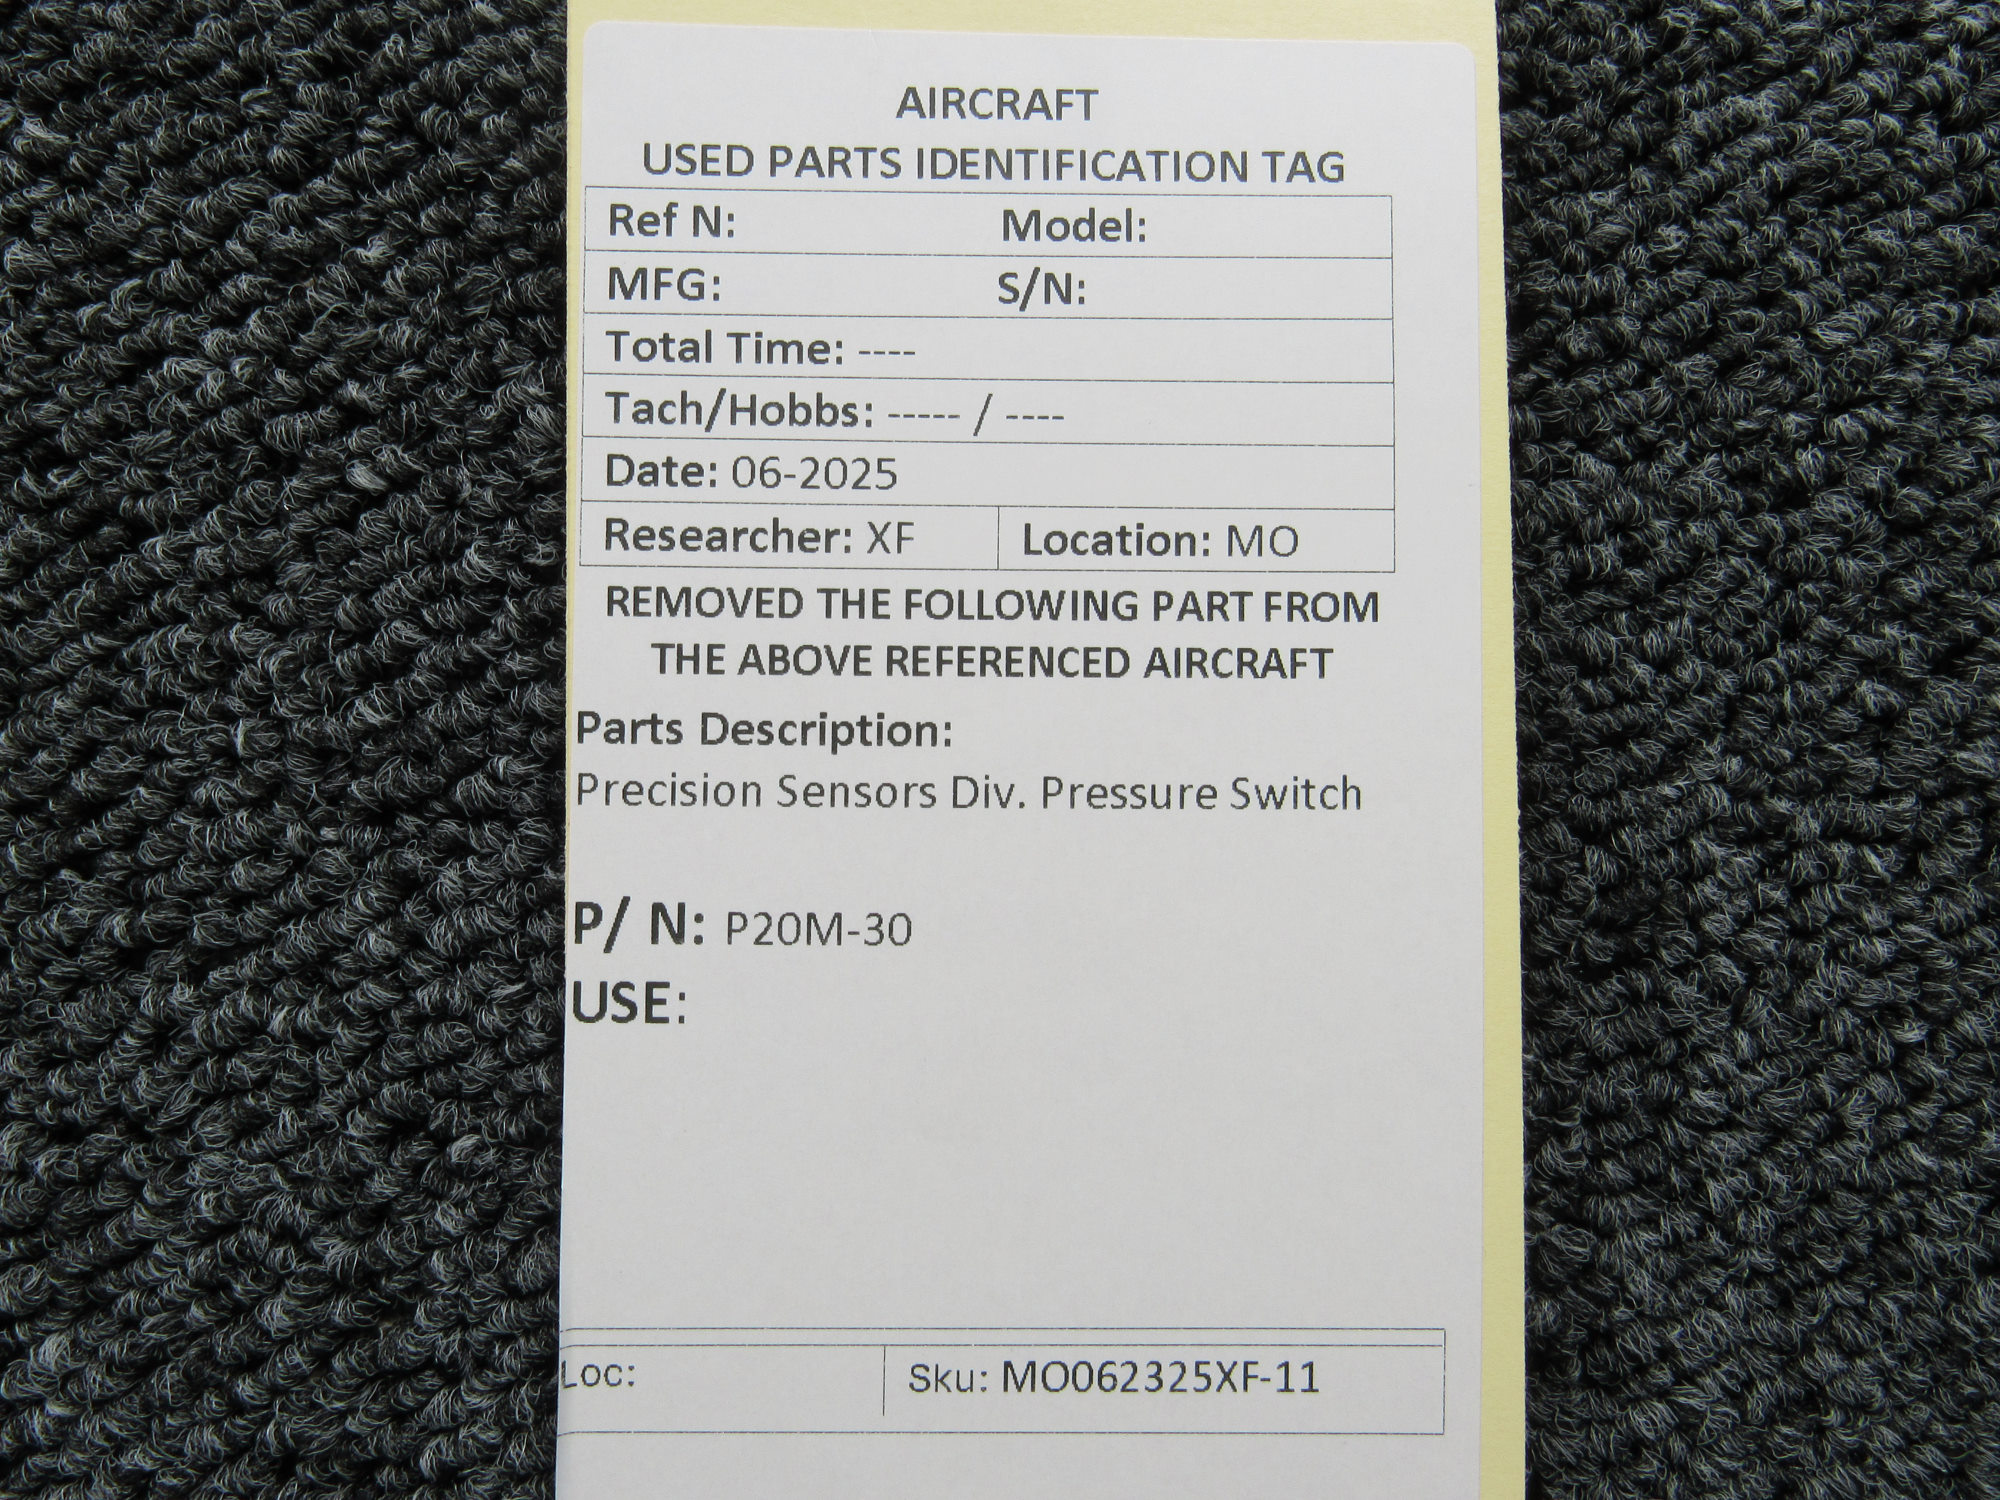 AIRCRAFT
USED PARTS IDENTIFICATION TAG
Ref N: Model:
MFG: S/N:
Total Time: ----
Tach/Hobbs: ----- / ----
Date: 06-2025
Researcher: XF Location: MO
REMOVED THE FOLLOWING PART FROM
THE ABOVE REFERENCED AIRCRAFT
Parts Description:
Precision Sensors Div. Pressure Switch
P/ N: P20M-30
USE:
Loc: Sku: MO062325XF-11